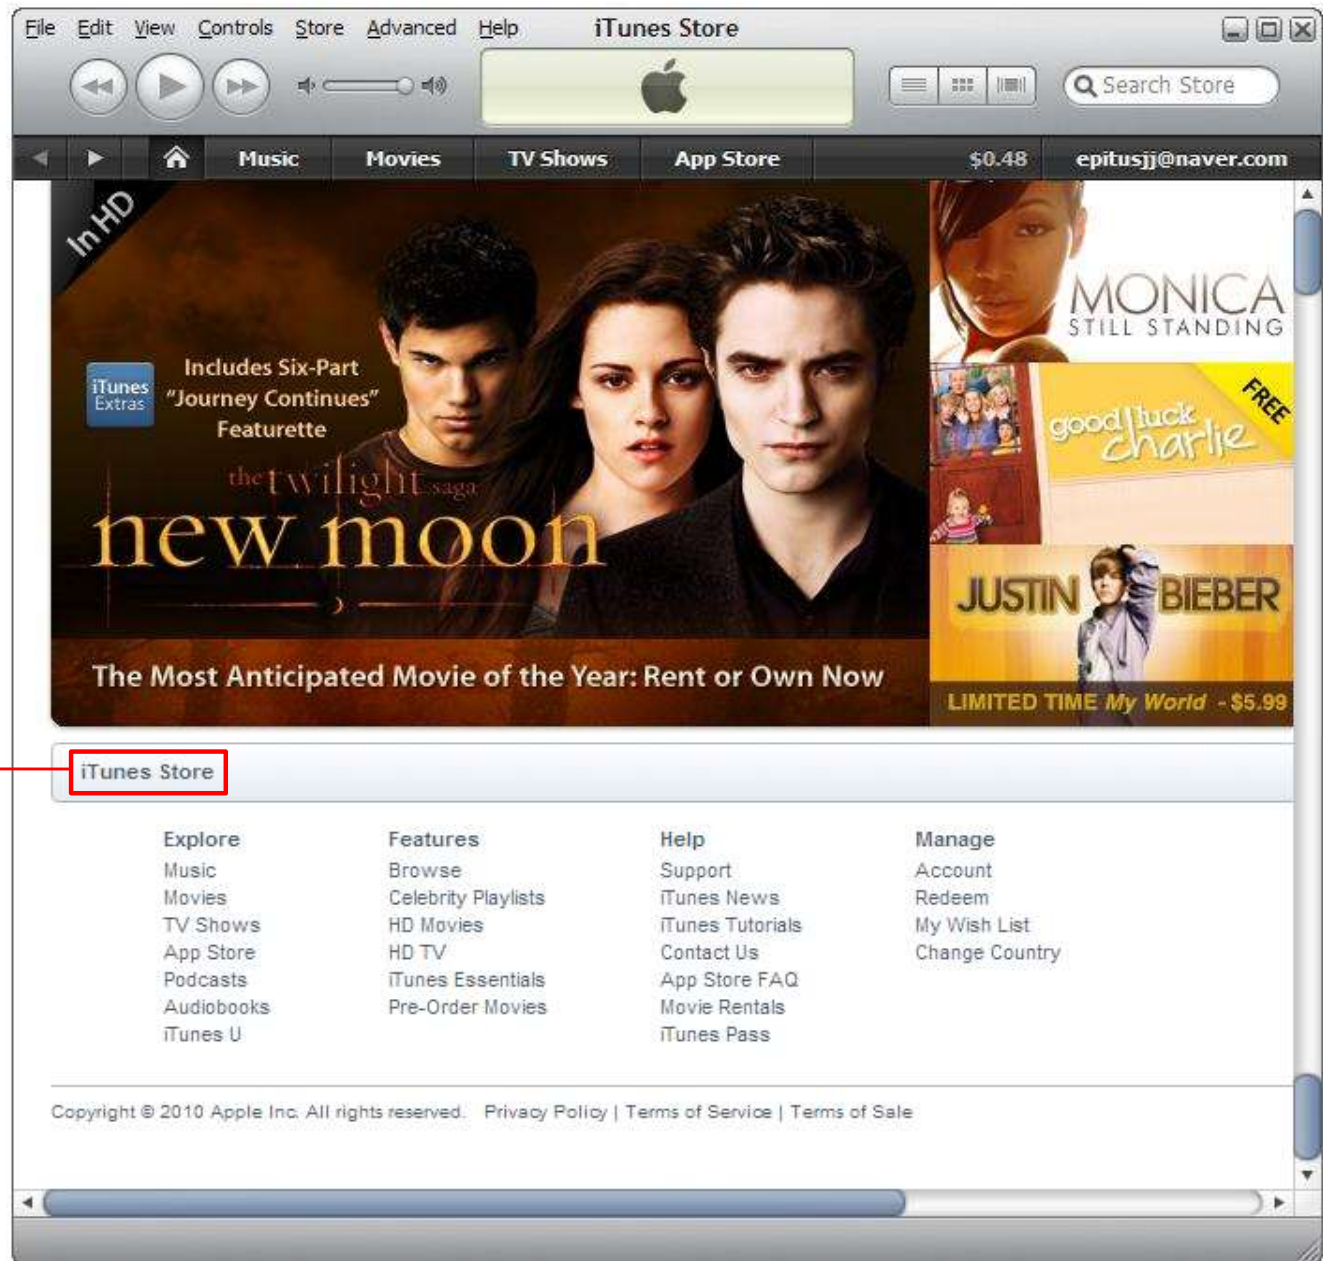 File Edit View Controls Store Advanced Help iTunes Store
Search Store
Music Movies TV Shows App Store $0.48 epitusjj@naver.com
In HD
iTunes Extras
Includes Six-Part
"Journey Continues"
Featurette
the twilight saga
new moon
The Most Anticipated Movie of the Year: Rent or Own Now
MONICA
STILL STANDING
FREE
good luck
charlie
JUSTIN BIEBER
LIMITED TIME My World - $5.99
iTunes Store
Explore
Music
Movies
TV Shows
App Store
Podcasts
Audiobooks
iTunes U
Features
Browse
Celebrity Playlists
HD Movies
HD TV
iTunes Essentials
Pre-Order Movies
Help
Support
iTunes News
iTunes Tutorials
Contact Us
App Store FAQ
Movie Rentals
iTunes Pass
Manage
Account
Redeem
My Wish List
Change Country
Copyright © 2010 Apple Inc. All rights reserved. Privacy Policy | Terms of Service | Terms of Sale